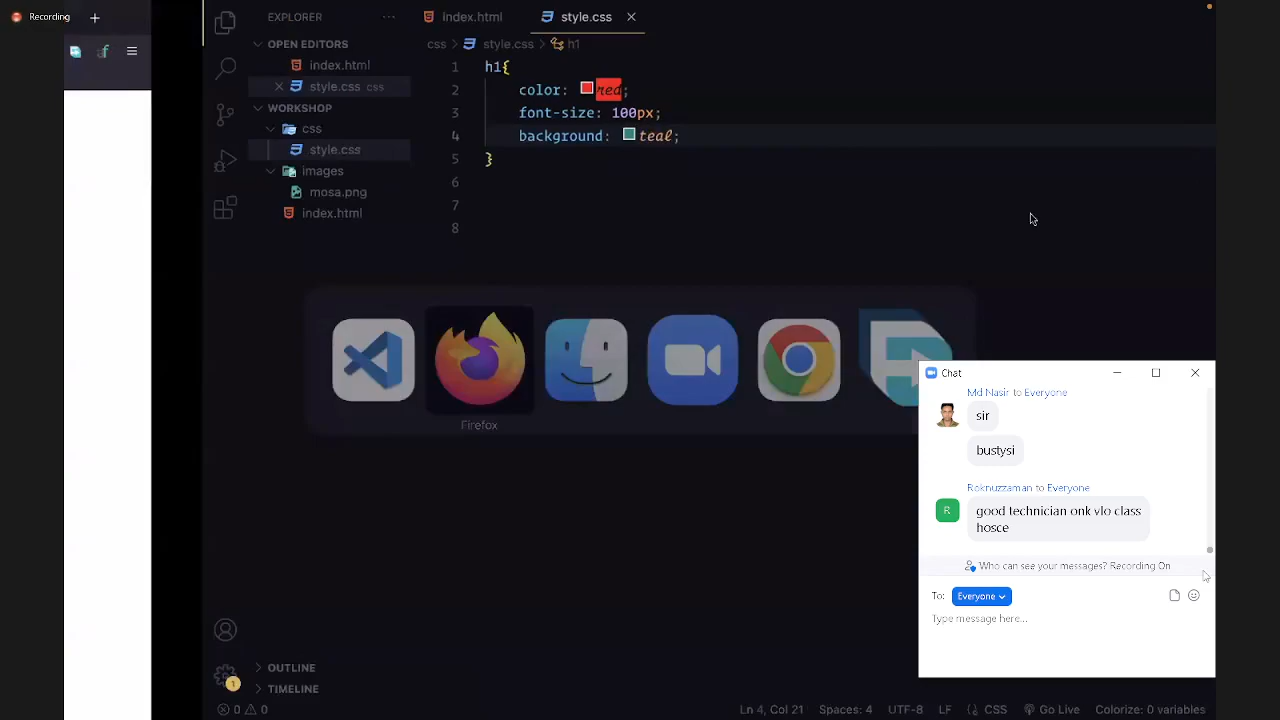 Recording
EXPLORER
OPEN EDITORS
index.html
style.css css
WORKSHOP
css
style.css
images
mosa.png
index.html
OUTLINE
TIMELINE
index.html
style.css
css > style.css > h1
1 h1{
2 color: red;
3 font-size: 100px;
4 background: teal;
5 }
6
7
8
Firefox
Chat
Md Nasir to Everyone
sir
bustysi
Roknuzzaman to Everyone
R
good technician onk vlo class
hosce
Who can see your messages? Recording On
To: Everyone
Type message here...
1
0 0
Ln 4, Col 21 Spaces: 4 UTF-8 LF CSS Go Live Colorize: 0 variables